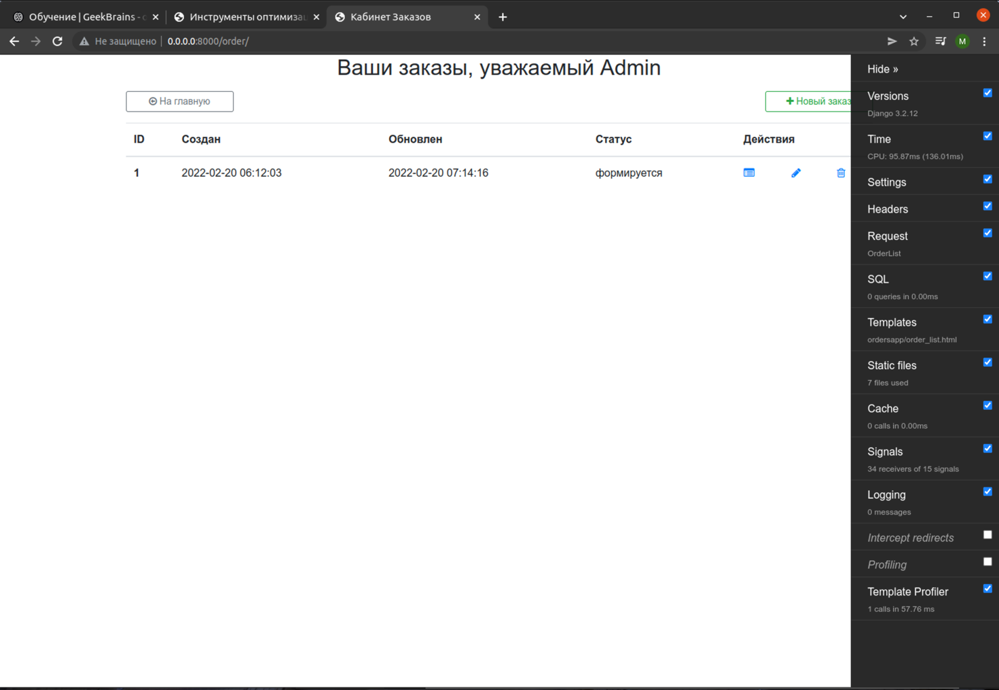 Обучение | GeekBrains -
Инструменты оптимиза
Кабинет Заказов
Не защищено
0.0.0.0:8000/order/
M
Ваши заказы, уважаемый Admin
На главную
Новый заказ
ID Создан Обновлен Статус Действия
1 2022-02-20 06:12:03 2022-02-20 07:14:16 формируется
Hide »
Versions
Django 3.2.12
Time
CPU: 95.87ms (136.01ms)
Settings
Headers
Request
OrderList
SQL
0 queries in 0.00ms
Templates
ordersapp/order_list.html
Static files
7 files used
Cache
0 calls in 0.00ms
Signals
34 receivers of 15 signals
Logging
0 messages
Intercept redirects
Profiling
Template Profiler
1 calls in 57.76 ms